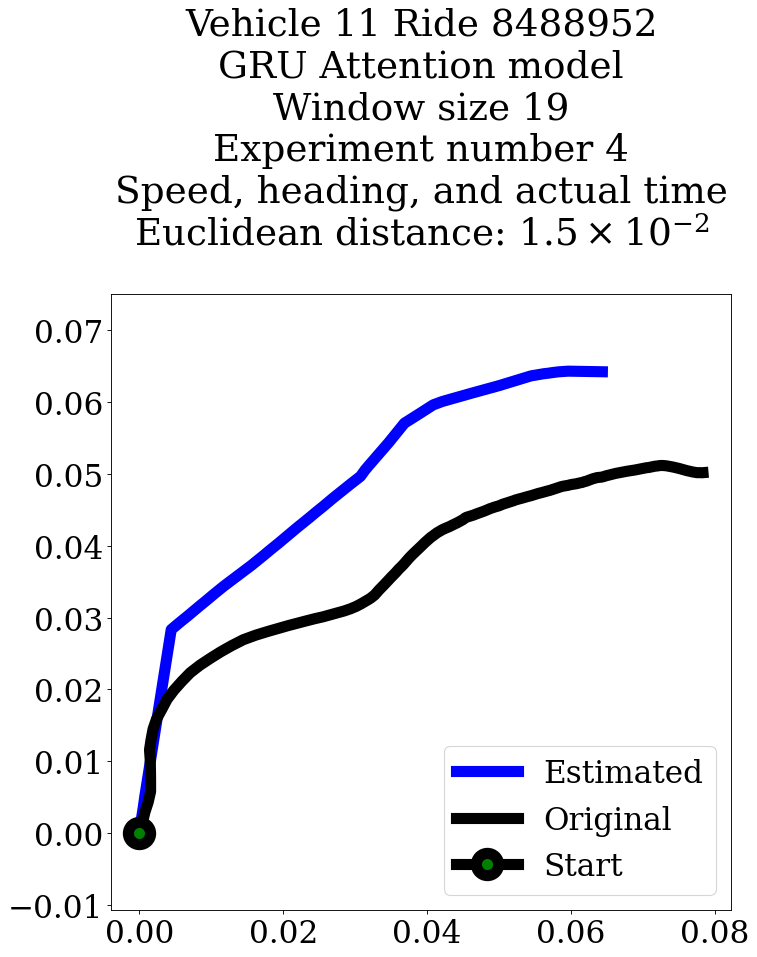 Vehicle 11 Ride 8488952
GRU Attention model
Window size 19
Experiment number 4
Speed, heading, and actual time
Euclidean distance: 1.5 × 10⁻²
0.07
0.06
0.05
0.04
0.03
0.02
0.01
0.00
−0.01
Estimated
Original
Start
0.00 0.02 0.04 0.06 0.08